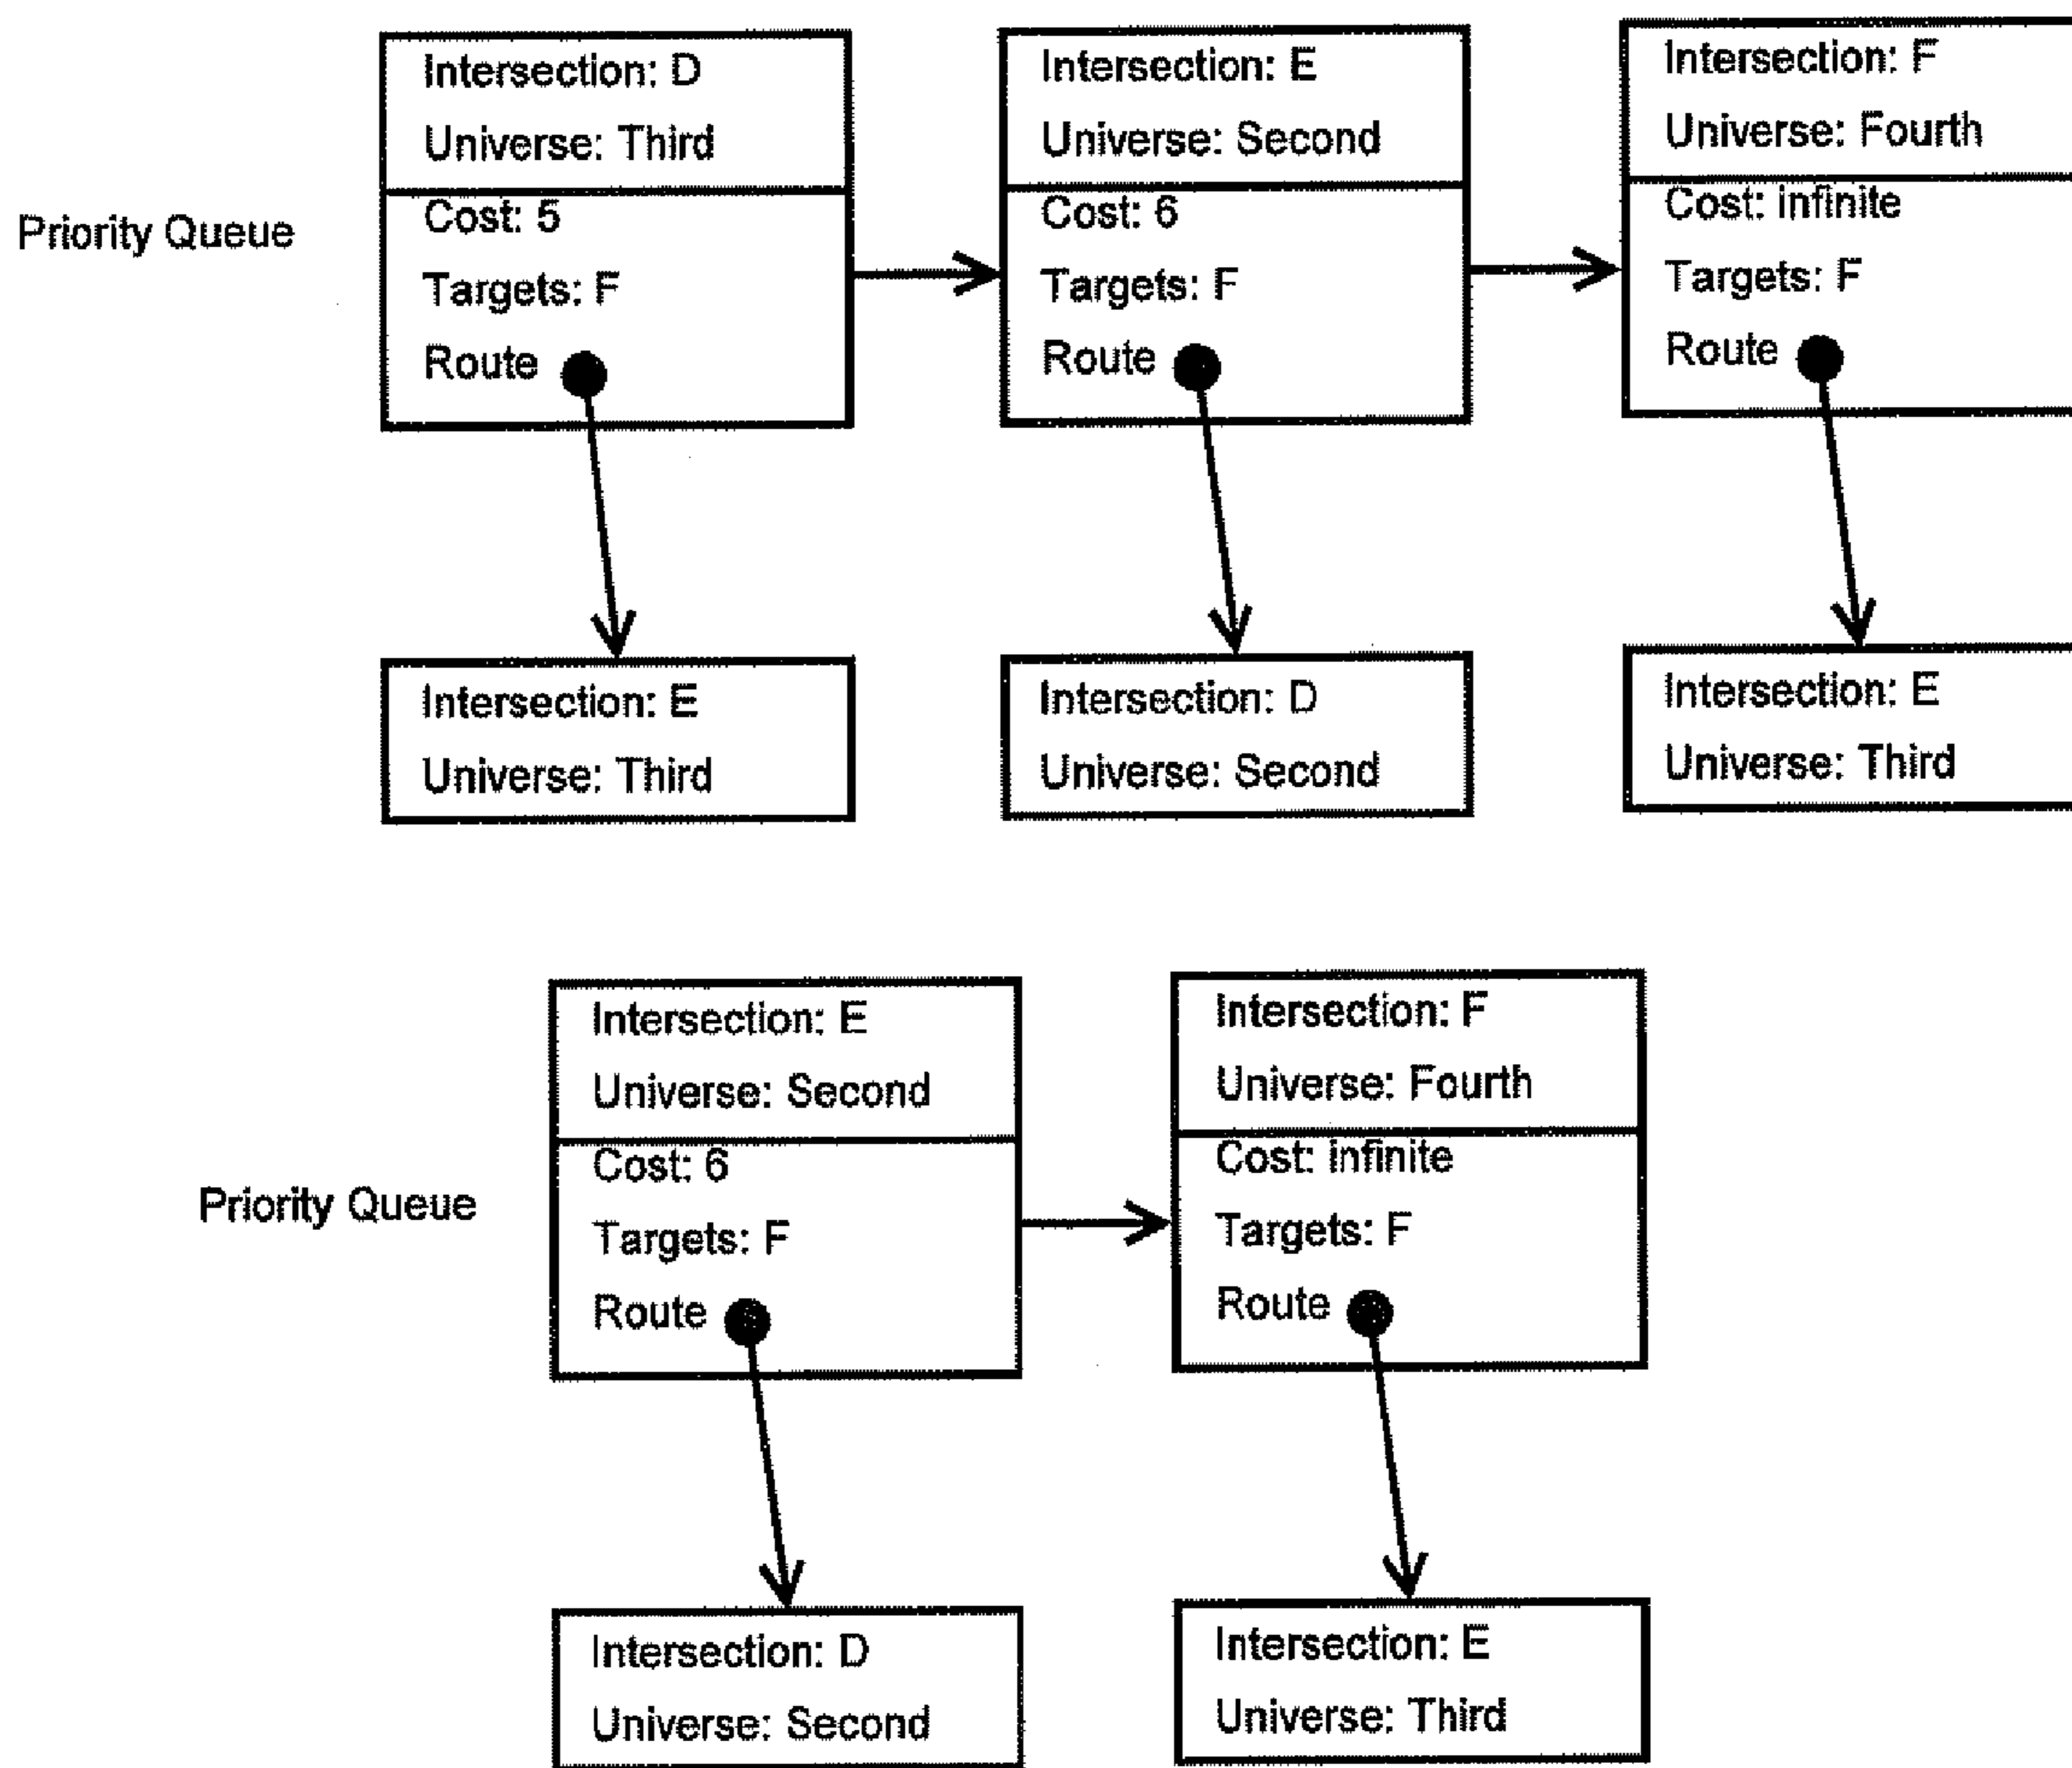 Priority Queue
Intersection: D
Universe: Third
Cost: 5
Targets: F
Route
Intersection: E
Universe: Second
Cost: 6
Targets: F
Route
Intersection: F
Universe: Fourth
Cost: infinite
Targets: F
Route
Intersection: E
Universe: Third
Intersection: D
Universe: Second
Intersection: E
Universe: Third
Priority Queue
Intersection: E
Universe: Second
Cost: 6
Targets: F
Route
Intersection: F
Universe: Fourth
Cost: infinite
Targets: F
Route
Intersection: D
Universe: Second
Intersection: E
Universe: Third